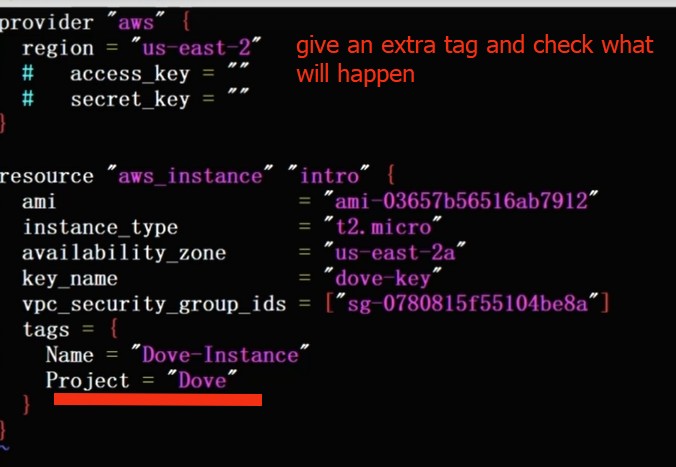 provider "aws" {
region = "us-east-2"
give an extra tag and check what
will happen
#   access_key = ""
#   secret_key = ""
}
resource "aws_instance" "intro" {
ami                    = "ami-03657b56516ab7912"
instance_type          = "t2.micro"
availability_zone      = "us-east-2a"
key_name               = "dove-key"
vpc_security_group_ids = ["sg-0780815f55104be8a"]
tags = {
Name = "Dove-Instance"
Project = "Dove"
}
}
~